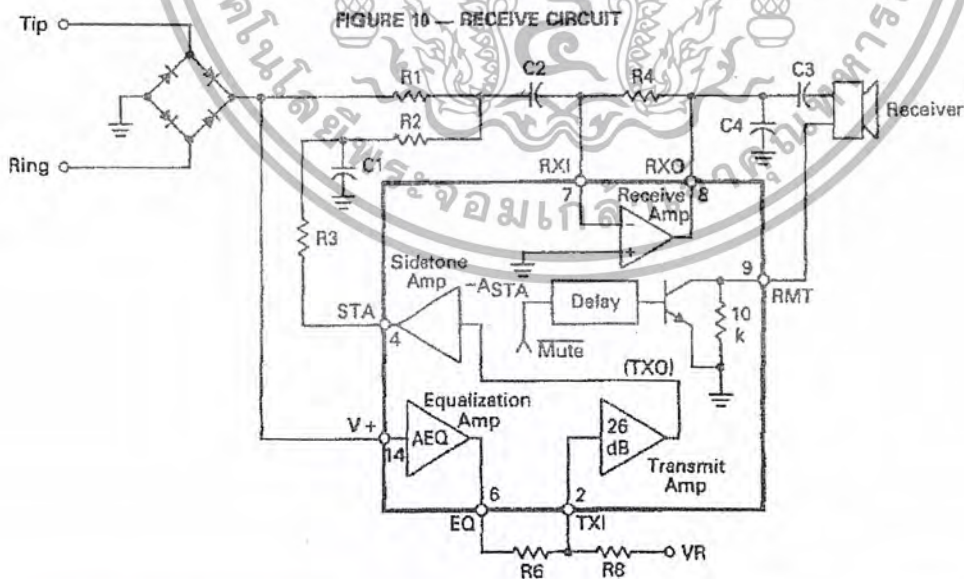 FIGURE 10 — RECEIVE CIRCUIT
Tip
Ring
R1
R2
C2
R4
C3
Receiver
C4
C1
R3
RXI
7
RXO
8
Receive
Amp
-
+
9
RMT
Sidetone
Amp
-ASTA
STA
4
Delay
Mute
10
k
(TXO)
Equalization
Amp
V+
14
AEQ
26
dB
Transmit
Amp
6
EQ
2
TXI
R6
R8
VR